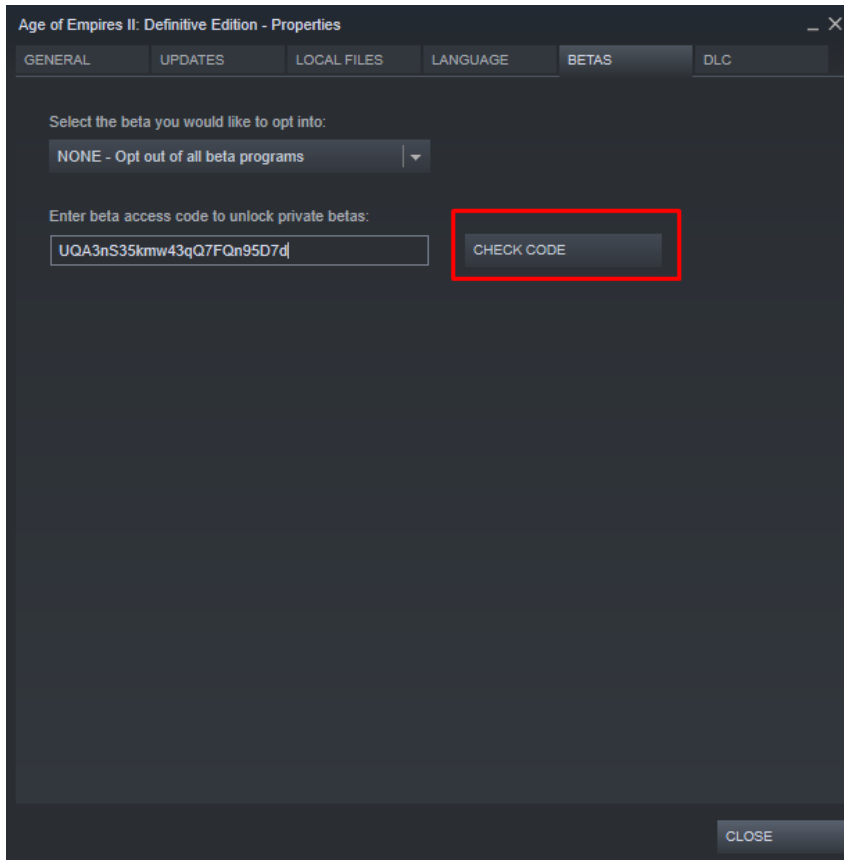 Age of Empires II: Definitive Edition - Properties
GENERAL UPDATES LOCAL FILES LANGUAGE BETAS DLC
Select the beta you would like to opt into:
NONE - Opt out of all beta programs
Enter beta access code to unlock private betas:
UQA3nS35kmw43qQ7FQn95D7d CHECK CODE
CLOSE